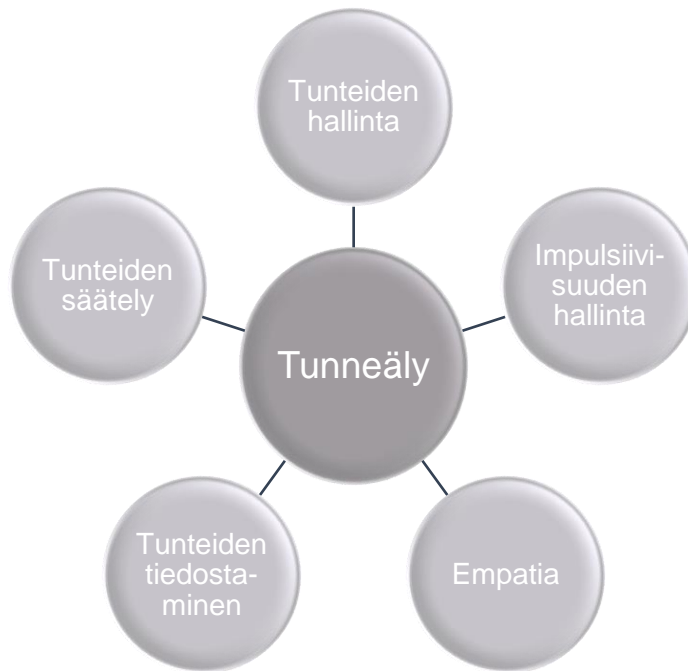 Tunteiden
hallinta
Impulsiivi-
suuden
hallinta
Tunteiden
säätely
Tunneäly
Tunteiden
tiedosta-
minen
Empatia